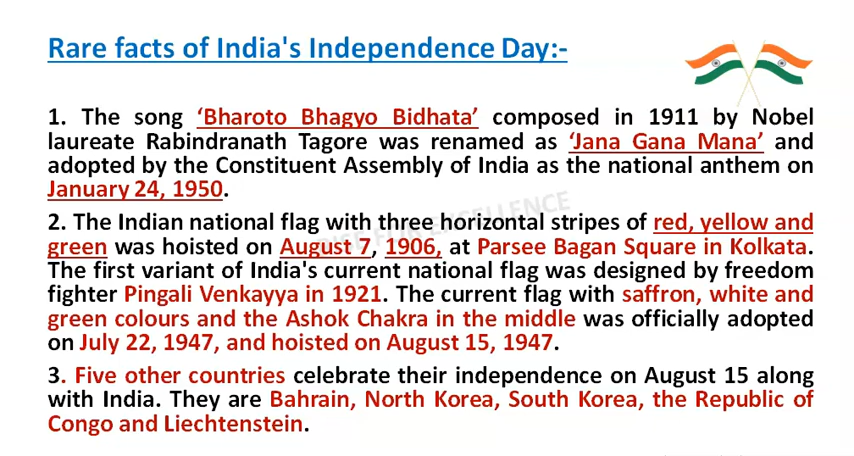 Rare facts of India's Independence Day:-
1. The song ‘Bharoto Bhagyo Bidhata’ composed in 1911 by Nobel
laureate Rabindranath Tagore was renamed as ‘Jana Gana Mana’ and
adopted by the Constituent Assembly of India as the national anthem on
January 24, 1950.
2. The Indian national flag with three horizontal stripes of red, yellow and
green was hoisted on August 7, 1906, at Parsee Bagan Square in Kolkata.
The first variant of India's current national flag was designed by freedom
fighter Pingali Venkayya in 1921. The current flag with saffron, white and
green colours and the Ashok Chakra in the middle was officially adopted
on July 22, 1947, and hoisted on August 15, 1947.
3. Five other countries celebrate their independence on August 15 along
with India. They are Bahrain, North Korea, South Korea, the Republic of
Congo and Liechtenstein.